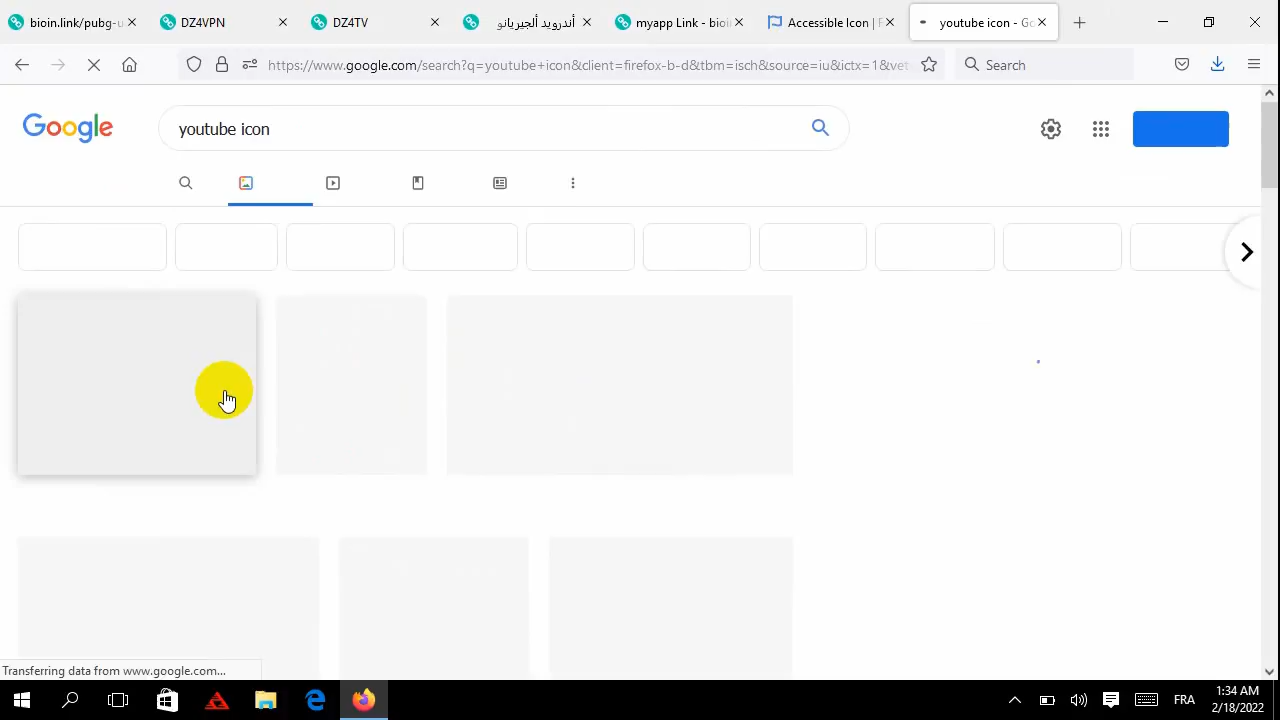 bioin.link/pubg-u
DZ4VPN
DZ4TV
أندرويد ألجيريانو
myapp Link - bioi
Accessible Icon | F
youtube icon - Go
https://www.google.com/search?q=youtube+icon&client=firefox-b-d&tbm=isch&source=iu&ictx=1&vet
Search
Google
youtube icon
Transferring data from www.google.com...
FRA
1:34 AM
2/18/2022